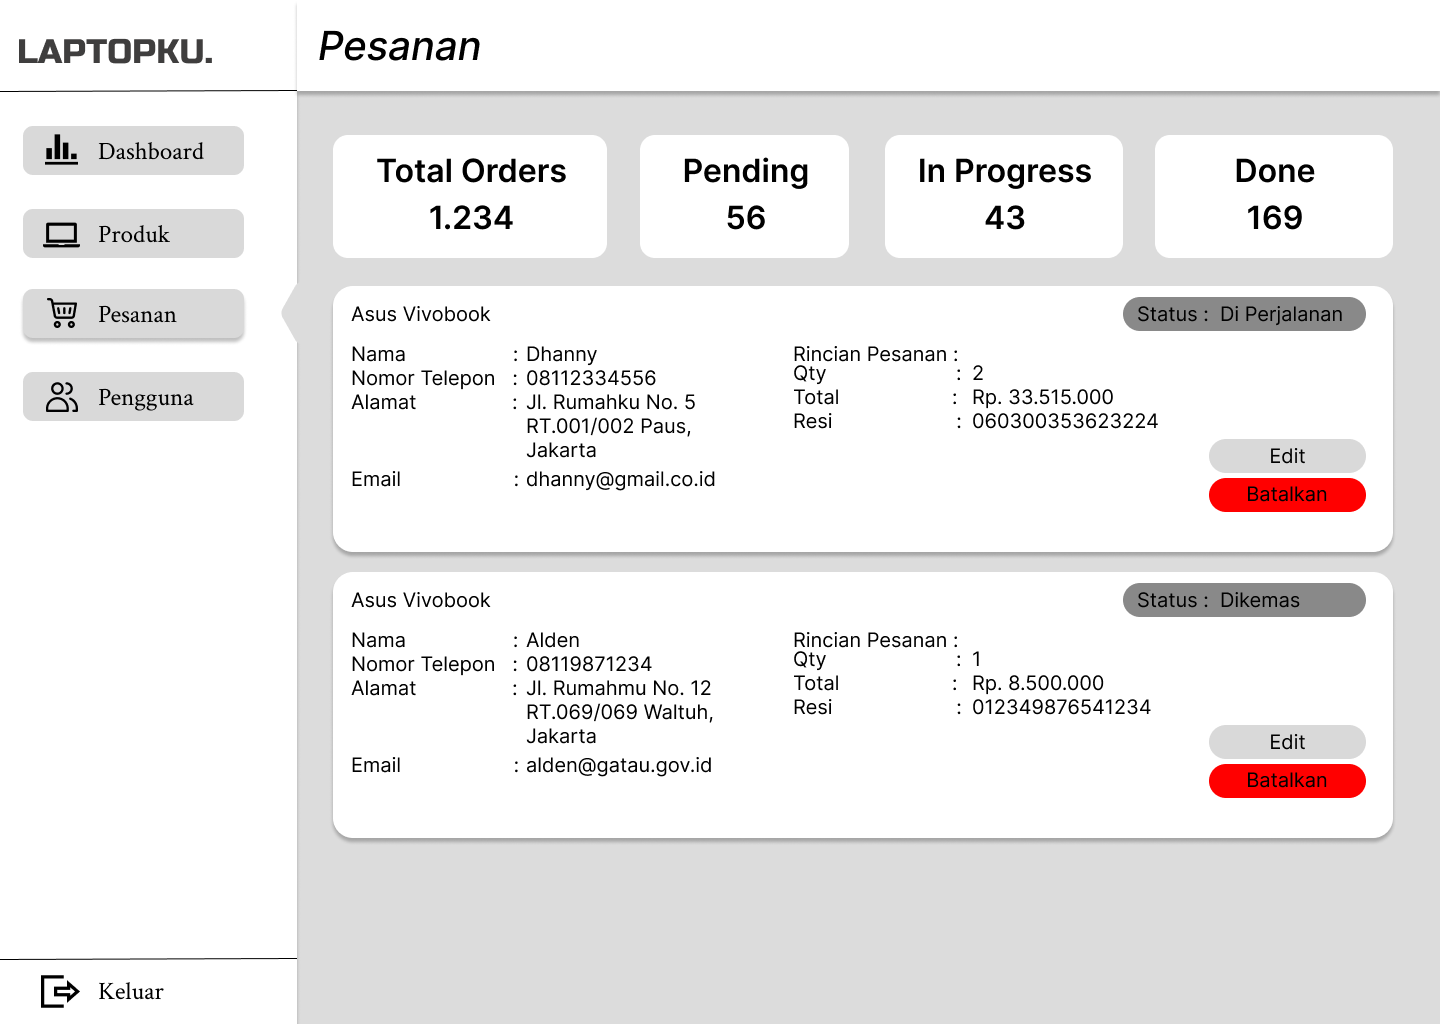 LAPTOPKU.
Pesanan
Dashboard
Produk
Pesanan
Pengguna
Keluar
Total Orders
1.234
Pending
56
In Progress
43
Done
169
Asus Vivobook
Status : Di Perjalanan
Nama : Dhanny
Nomor Telepon : 08112334556
Alamat : Jl. Rumahku No. 5
RT.001/002 Paus,
Jakarta
Email : dhanny@gmail.co.id
Rincian Pesanan :
Qty : 2
Total : Rp. 33.515.000
Resi : 060300353623224
Edit
Batalkan
Asus Vivobook
Status : Dikemas
Nama : Alden
Nomor Telepon : 08119871234
Alamat : Jl. Rumahmu No. 12
RT.069/069 Waltuh,
Jakarta
Email : alden@gatau.gov.id
Rincian Pesanan :
Qty : 1
Total : Rp. 8.500.000
Resi : 012349876541234
Edit
Batalkan